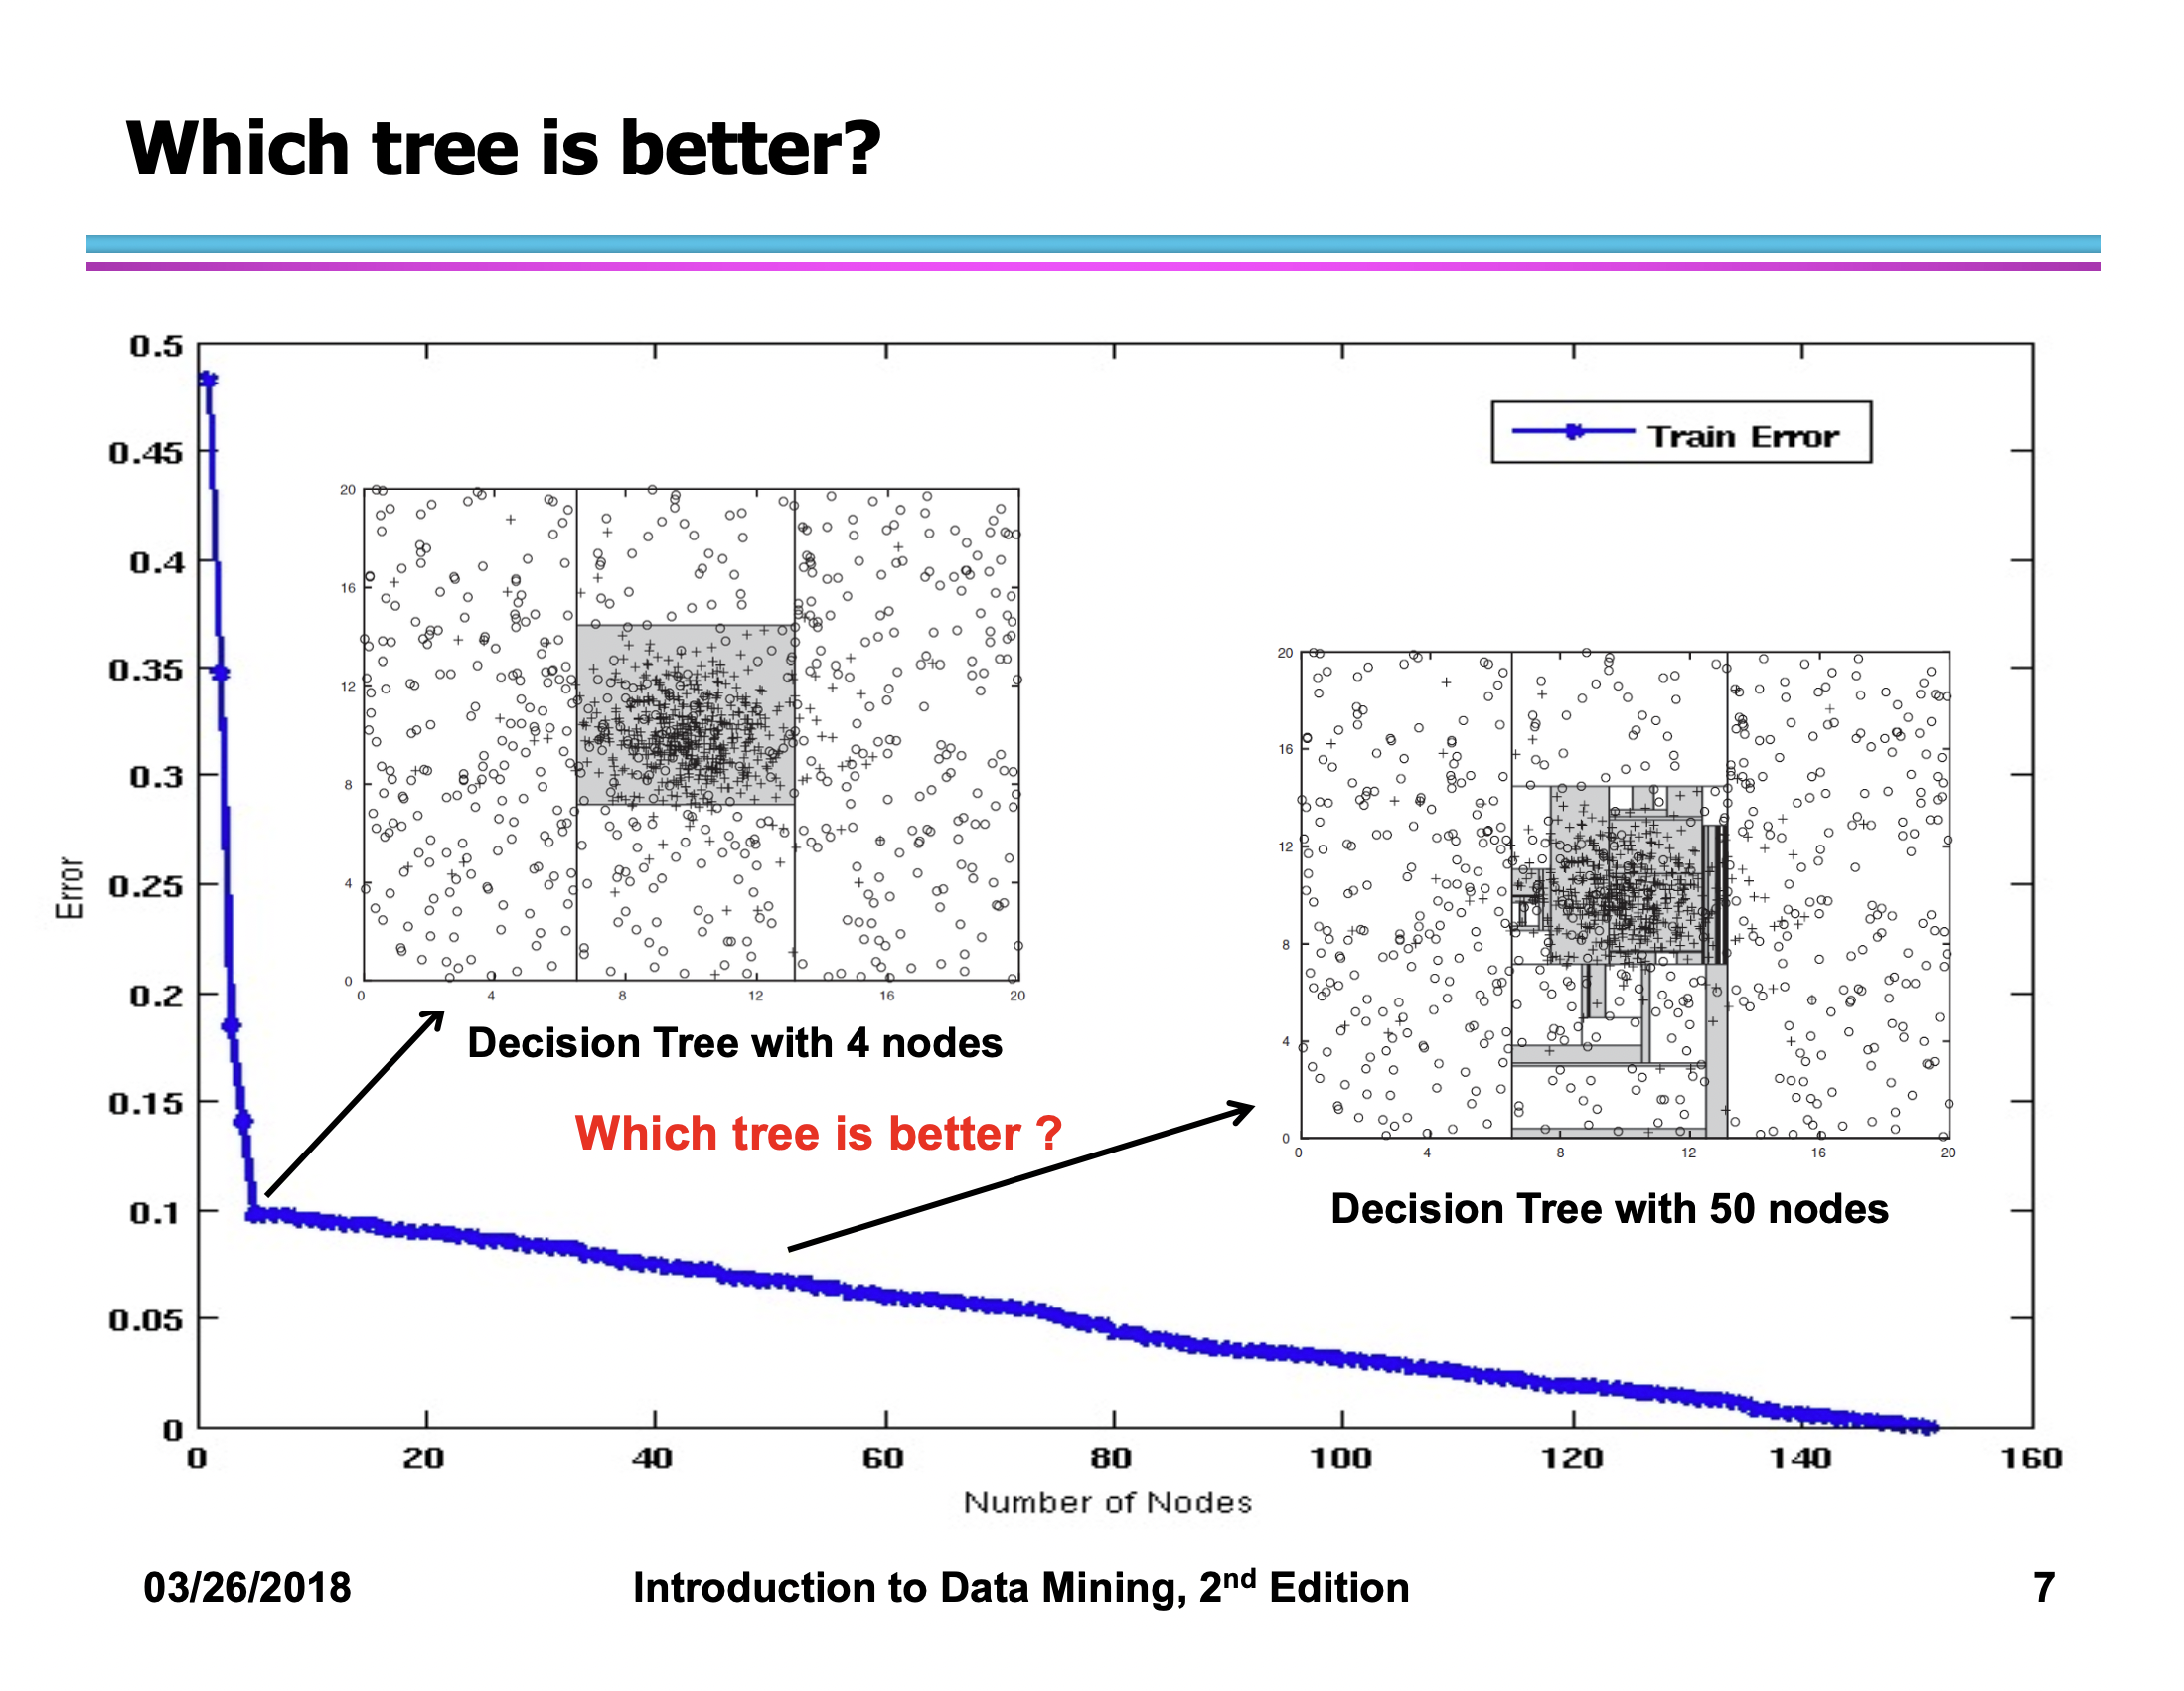 Which tree is better?
0.5
0.45
0.4
0.35
0.3
0.25
0.2
0.15
0.1
0.05
0
Error
Train Error
20
16
12
8
4
0
0 4 8 12 16 20
Decision Tree with 4 nodes
Which tree is better ?
20
16
12
8
4
0
0 4 8 12 16 20
Decision Tree with 50 nodes
0 20 40 60 80 100 120 140 160
Number of Nodes
03/26/2018 Introduction to Data Mining, 2nd Edition 7